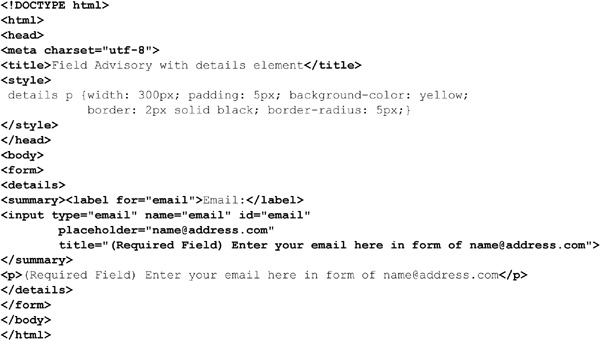 <!DOCTYPE html>
<html>
<head>
<meta charset="utf-8">
<title>Field Advisory with details element</title>
<style>
 details p {width: 300px; padding: 5px; background-color: yellow;
           border: 2px solid black; border-radius: 5px;}
</style>
</head>
<body>
<form>
<details>
<summary><label for="email">Email:</label>
<input type="email" name="email" id="email"
       placeholder="name@address.com"
       title="(Required Field) Enter your email here in form of name@address.com">
</summary>
<p>(Required Field) Enter your email here in form of name@address.com</p>
</details>
</form>
</body>
</html>